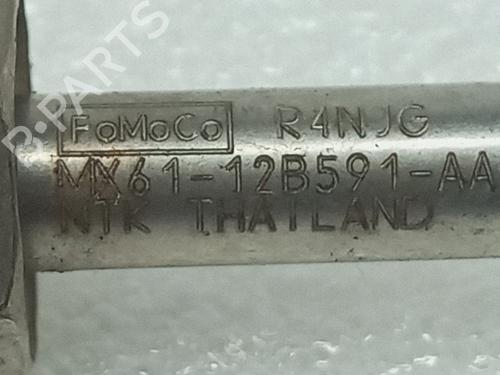 B-PARTS
FoMoCo R4NJG
MX61-12B591-AA
NTK THAILAND